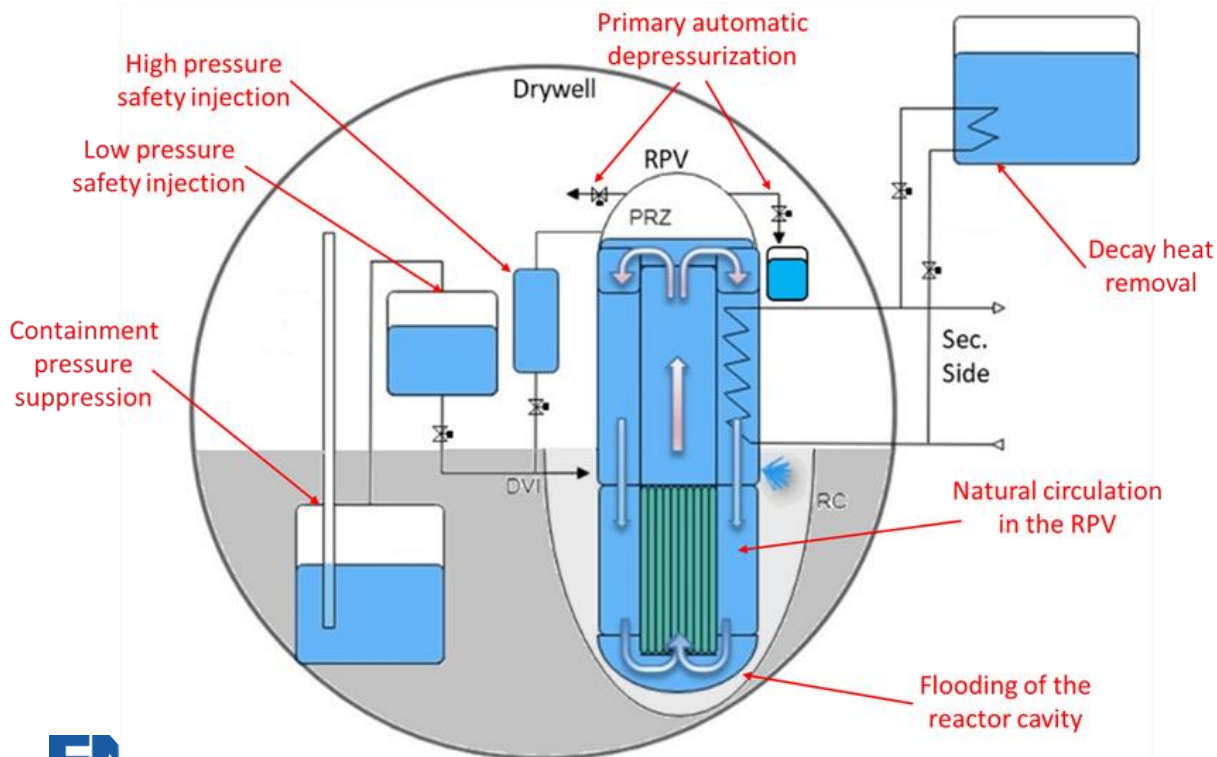 Primary automatic
depressurization
High pressure
safety injection
Drywell
Low pressure
safety injection
RPV
PRZ
Decay heat
removal
Containment
pressure
suppression
Sec.
Side
DVI
RC
Natural circulation
in the RPV
Flooding of the
reactor cavity